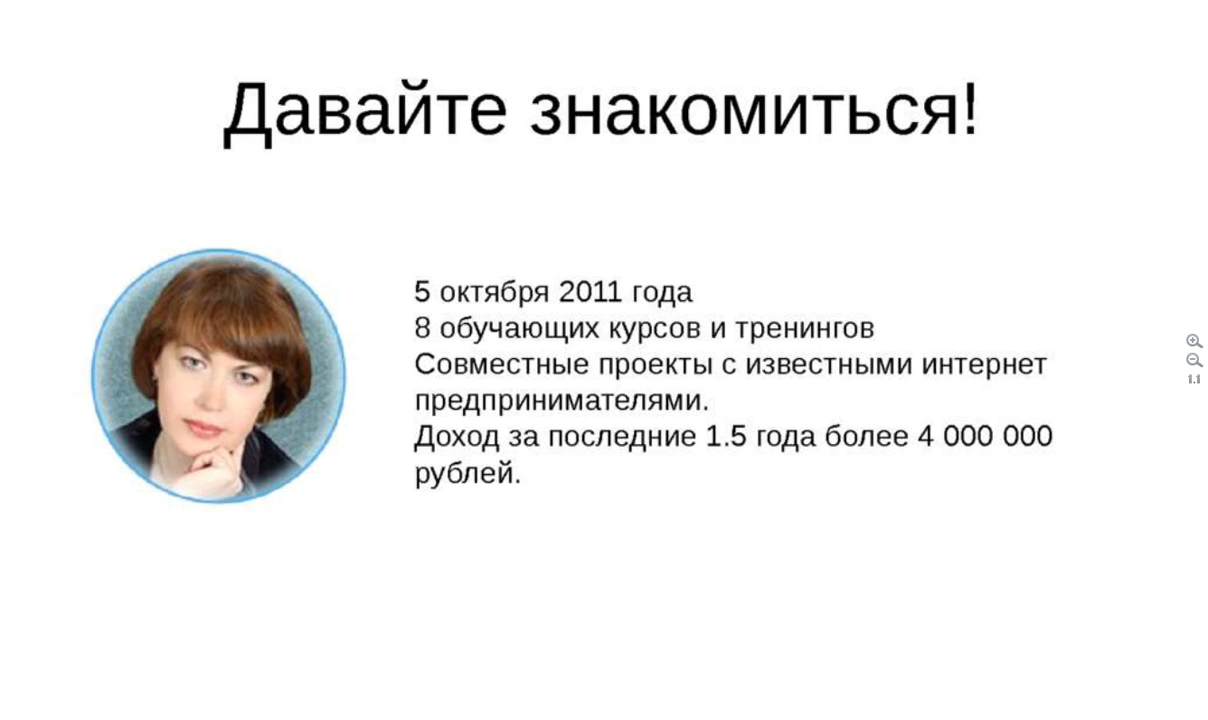 Давайте знакомиться!
5 октября 2011 года
8 обучающих курсов и тренингов
Совместные проекты с известными интернет
предпринимателями.
Доход за последние 1.5 года более 4 000 000
рублей.
1.1